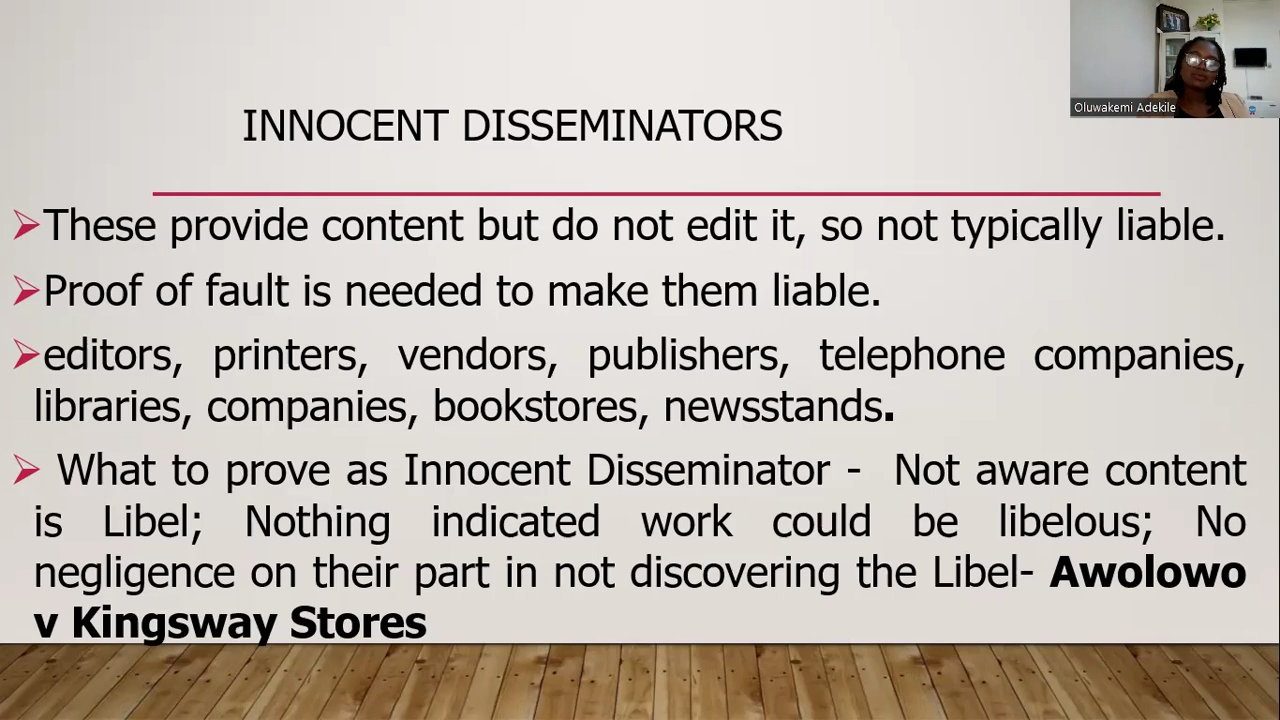 Oluwakemi Adekile
INNOCENT DISSEMINATORS
These provide content but do not edit it, so not typically liable.
Proof of fault is needed to make them liable.
editors, printers, vendors, publishers, telephone companies,
libraries, companies, bookstores, newsstands.
What to prove as Innocent Disseminator - Not aware content
is Libel; Nothing indicated work could be libelous; No
negligence on their part in not discovering the Libel- Awolowo
v Kingsway Stores